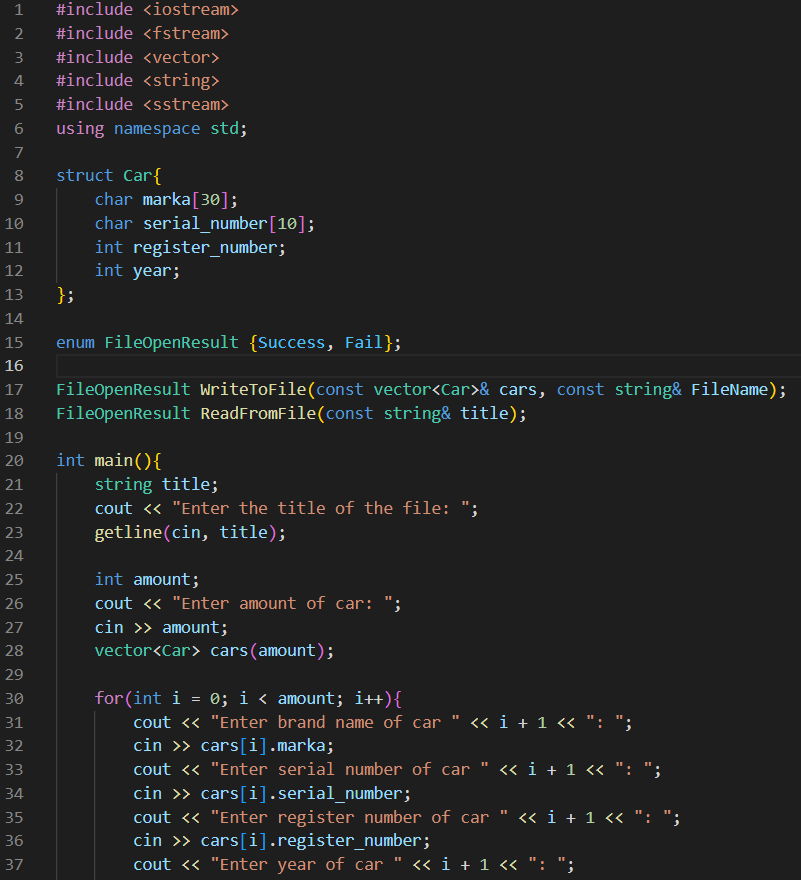 1 #include <iostream>
2 #include <fstream>
3 #include <vector>
4 #include <string>
5 #include <sstream>
6 using namespace std;
7
8 struct Car{
9     char marka[30];
10     char serial_number[10];
11     int register_number;
12     int year;
13 };
14
15 enum FileOpenResult {Success, Fail};
16
17 FileOpenResult WriteToFile(const vector<Car>& cars, const string& FileName);
18 FileOpenResult ReadFromFile(const string& title);
19
20 int main(){
21     string title;
22     cout << "Enter the title of the file: ";
23     getline(cin, title);
24
25     int amount;
26     cout << "Enter amount of car: ";
27     cin >> amount;
28     vector<Car> cars(amount);
29
30     for(int i = 0; i < amount; i++){
31         cout << "Enter brand name of car " << i + 1 << ": ";
32         cin >> cars[i].marka;
33         cout << "Enter serial number of car " << i + 1 << ": ";
34         cin >> cars[i].serial_number;
35         cout << "Enter register number of car " << i + 1 << ": ";
36         cin >> cars[i].register_number;
37         cout << "Enter year of car " << i + 1 << ": ";